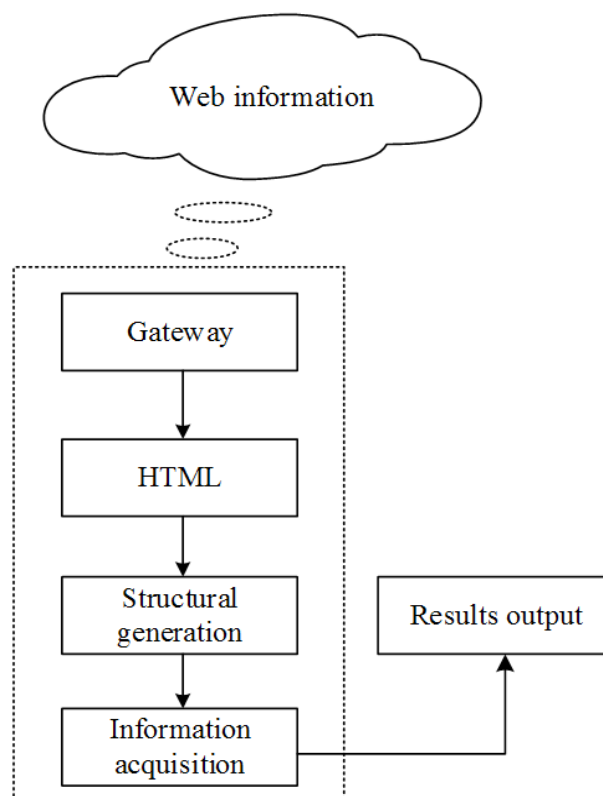 Web information
Gateway
HTML
Structural
generation
Results output
Information
acquisition